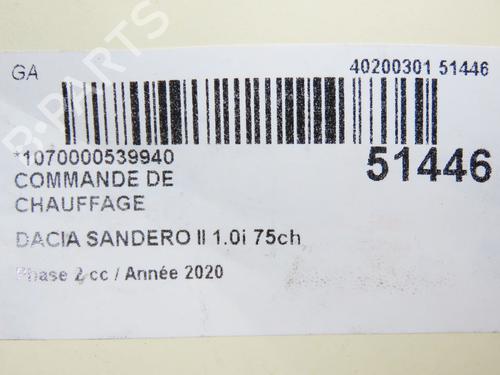 GA
40200301 51446
*1070000539940
51446
COMMANDE DE
CHAUFFAGE
DACIA SANDERO II 1.0i 75ch
Phase 2 cc / Année 2020
B-PARTS